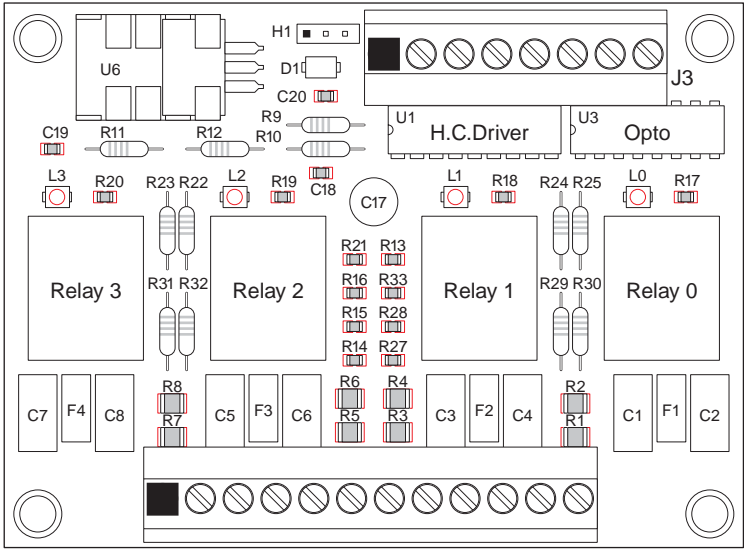 H1
U6
D1
J3
C20
R9
U1
H.C.Driver
U3
Opto
C19
R11
R12
R10
C18
L3
R20
R23 R22
L2
R19
C17
L1
R18
R24 R25
L0
R17
R21 R13
Relay 3
R31 R32
Relay 2
R16 R33
Relay 1
R29 R30
Relay 0
R15 R28
R14 R27
R8
R6 R4
R2
C7
F4
C8
R7
C5
F3
C6
R5 R3
C3
F2
C4
R1
C1
F1
C2